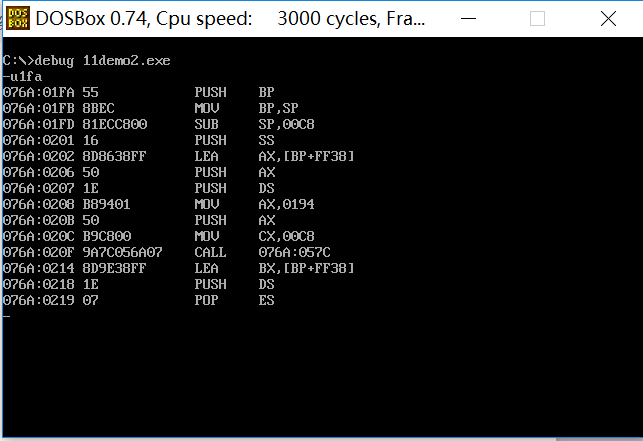 DOS
BOX
DOSBox 0.74, Cpu speed: 3000 cycles, Fra...
C:\>debug 11demo2.exe
-u1fa
076A:01FA 55 PUSH BP
076A:01FB 8BEC MOV BP,SP
076A:01FD 81ECC800 SUB SP,00C8
076A:0201 16 PUSH SS
076A:0202 8D8638FF LEA AX,[BP+FF38]
076A:0206 50 PUSH AX
076A:0207 1E PUSH DS
076A:0208 B89401 MOV AX,0194
076A:020B 50 PUSH AX
076A:020C B9C800 MOV CX,00C8
076A:020F 9A7C056A07 CALL 076A:057C
076A:0214 8D9E38FF LEA BX,[BP+FF38]
076A:0218 1E PUSH DS
076A:0219 07 POP ES
-